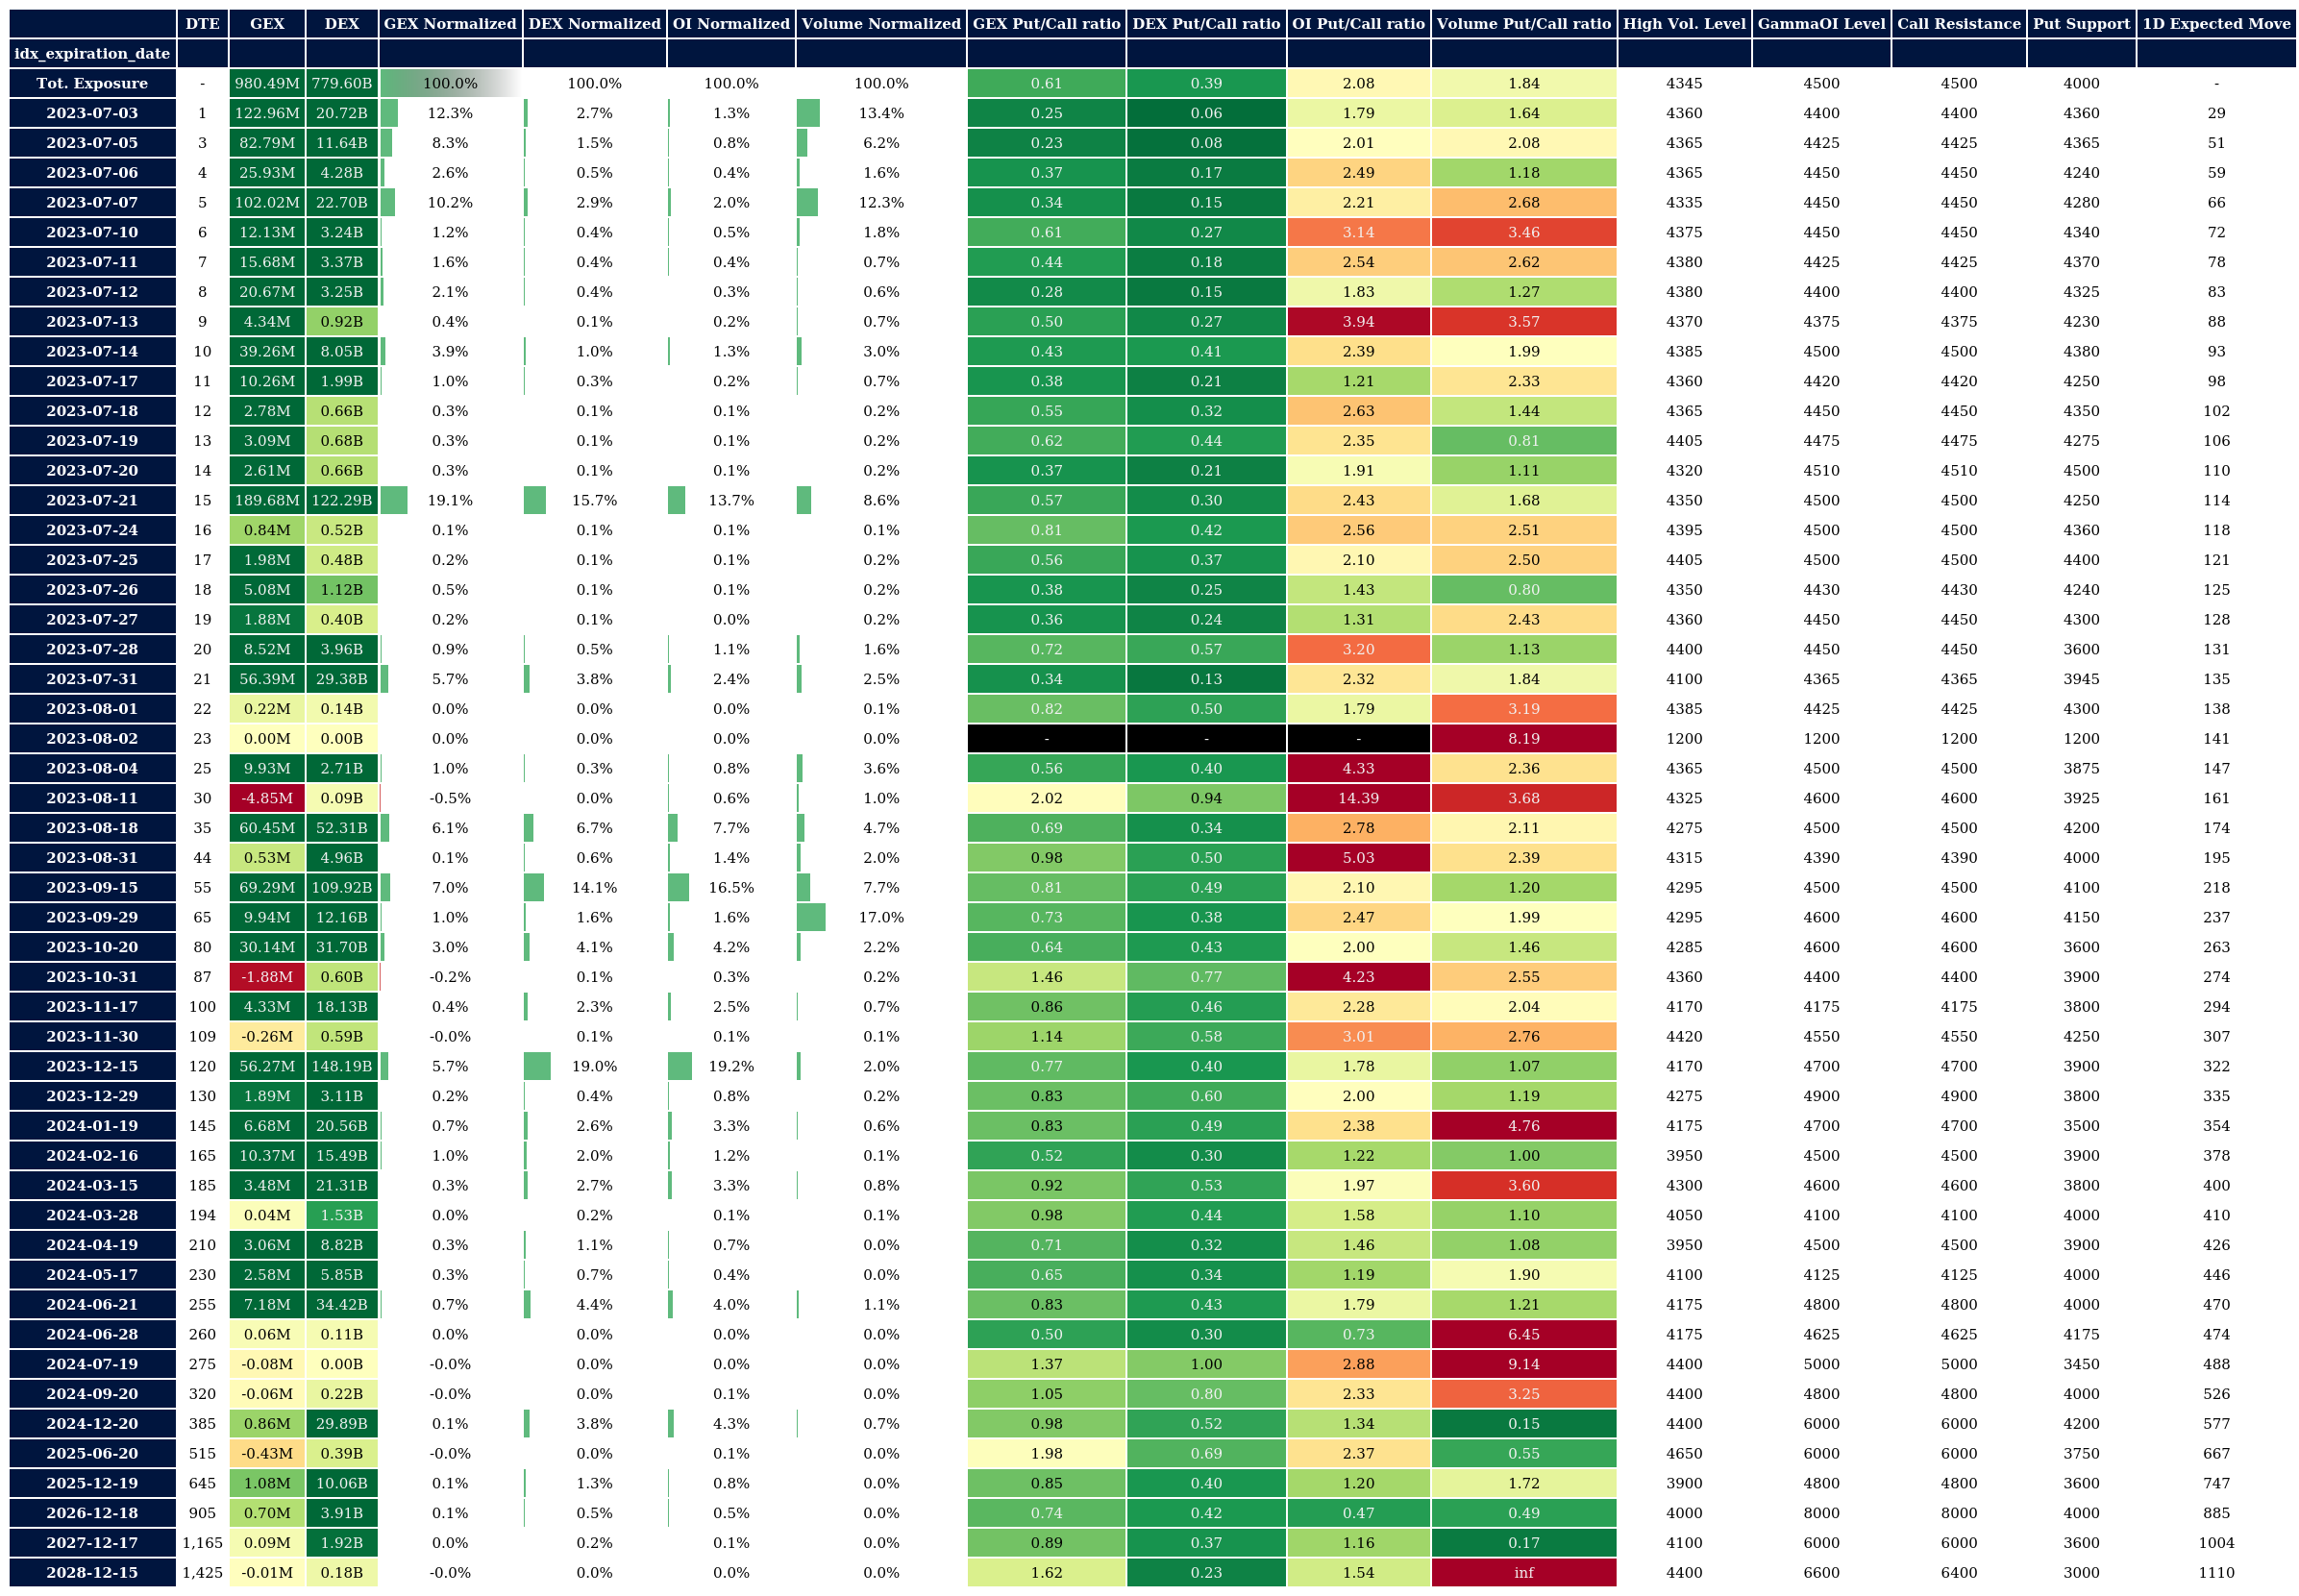 DTE GEX DEX GEX Normalized DEX Normalized OI Normalized Volume Normalized GEX Put/Call ratio DEX Put/Call ratio OI Put/Call ratio Volume Put/Call ratio High Vol. Level GammaOI Level Call Resistance Put Support 1D Expected Move
idx_expiration_date
Tot. Exposure - 980.49M 779.60B 100.0% 100.0% 100.0% 100.0% 0.61 0.39 2.08 1.84 4345 4500 4500 4000 -
2023-07-03 1 122.96M 20.72B 12.3% 2.7% 1.3% 13.4% 0.25 0.06 1.79 1.64 4360 4400 4400 4360 29
2023-07-05 3 82.79M 11.64B 8.3% 1.5% 0.8% 6.2% 0.23 0.08 2.01 2.08 4365 4425 4425 4365 51
2023-07-06 4 25.93M 4.28B 2.6% 0.5% 0.4% 1.6% 0.37 0.17 2.49 1.18 4365 4450 4450 4240 59
2023-07-07 5 102.02M 22.70B 10.2% 2.9% 2.0% 12.3% 0.34 0.15 2.21 2.68 4335 4450 4450 4280 66
2023-07-10 6 12.13M 3.24B 1.2% 0.4% 0.5% 1.8% 0.61 0.27 3.14 3.46 4375 4450 4450 4340 72
2023-07-11 7 15.68M 3.37B 1.6% 0.4% 0.4% 0.7% 0.44 0.18 2.54 2.62 4380 4425 4425 4370 78
2023-07-12 8 20.67M 3.25B 2.1% 0.4% 0.3% 0.6% 0.28 0.15 1.83 1.27 4380 4400 4400 4325 83
2023-07-13 9 4.34M 0.92B 0.4% 0.1% 0.2% 0.7% 0.50 0.27 3.94 3.57 4370 4375 4375 4230 88
2023-07-14 10 39.26M 8.05B 3.9% 1.0% 1.3% 3.0% 0.43 0.41 2.39 1.99 4385 4500 4500 4380 93
2023-07-17 11 10.26M 1.99B 1.0% 0.3% 0.2% 0.7% 0.38 0.21 1.21 2.33 4360 4420 4420 4250 98
2023-07-18 12 2.78M 0.66B 0.3% 0.1% 0.1% 0.2% 0.55 0.32 2.63 1.44 4365 4450 4450 4350 102
2023-07-19 13 3.09M 0.68B 0.3% 0.1% 0.1% 0.2% 0.62 0.44 2.35 0.81 4405 4475 4475 4275 106
2023-07-20 14 2.61M 0.66B 0.3% 0.1% 0.1% 0.2% 0.37 0.21 1.91 1.11 4320 4510 4510 4500 110
2023-07-21 15 189.68M 122.29B 19.1% 15.7% 13.7% 8.6% 0.57 0.30 2.43 1.68 4350 4500 4500 4250 114
2023-07-24 16 0.84M 0.52B 0.1% 0.1% 0.1% 0.1% 0.81 0.42 2.56 2.51 4395 4500 4500 4360 118
2023-07-25 17 1.98M 0.48B 0.2% 0.1% 0.1% 0.2% 0.56 0.37 2.10 2.50 4405 4500 4500 4400 121
2023-07-26 18 5.08M 1.12B 0.5% 0.1% 0.1% 0.2% 0.38 0.25 1.43 0.80 4350 4430 4430 4240 125
2023-07-27 19 1.88M 0.40B 0.2% 0.1% 0.0% 0.2% 0.36 0.24 1.31 2.43 4360 4450 4450 4300 128
2023-07-28 20 8.52M 3.96B 0.9% 0.5% 1.1% 1.6% 0.72 0.57 3.20 1.13 4400 4450 4450 3600 131
2023-07-31 21 56.39M 29.38B 5.7% 3.8% 2.4% 2.5% 0.34 0.13 2.32 1.84 4100 4365 4365 3945 135
2023-08-01 22 0.22M 0.14B 0.0% 0.0% 0.0% 0.1% 0.82 0.50 1.79 3.19 4385 4425 4425 4300 138
2023-08-02 23 0.00M 0.00B 0.0% 0.0% 0.0% 0.0% - - - 8.19 1200 1200 1200 1200 141
2023-08-04 25 9.93M 2.71B 1.0% 0.3% 0.8% 3.6% 0.56 0.40 4.33 2.36 4365 4500 4500 3875 147
2023-08-11 30 -4.85M 0.09B -0.5% 0.0% 0.6% 1.0% 2.02 0.94 14.39 3.68 4325 4600 4600 3925 161
2023-08-18 35 60.45M 52.31B 6.1% 6.7% 7.7% 4.7% 0.69 0.34 2.78 2.11 4275 4500 4500 4200 174
2023-08-31 44 0.53M 4.96B 0.1% 0.6% 1.4% 2.0% 0.98 0.50 5.03 2.39 4315 4390 4390 4000 195
2023-09-15 55 69.29M 109.92B 7.0% 14.1% 16.5% 7.7% 0.81 0.49 2.10 1.20 4295 4500 4500 4100 218
2023-09-29 65 9.94M 12.16B 1.0% 1.6% 1.6% 17.0% 0.73 0.38 2.47 1.99 4295 4600 4600 4150 237
2023-10-20 80 30.14M 31.70B 3.0% 4.1% 4.2% 2.2% 0.64 0.43 2.00 1.46 4285 4600 4600 3600 263
2023-10-31 87 -1.88M 0.60B -0.2% 0.1% 0.3% 0.2% 1.46 0.77 4.23 2.55 4360 4400 4400 3900 274
2023-11-17 100 4.33M 18.13B 0.4% 2.3% 2.5% 0.7% 0.86 0.46 2.28 2.04 4170 4175 4175 3800 294
2023-11-30 109 -0.26M 0.59B -0.0% 0.1% 0.1% 0.1% 1.14 0.58 3.01 2.76 4420 4550 4550 4250 307
2023-12-15 120 56.27M 148.19B 5.7% 19.0% 19.2% 2.0% 0.77 0.40 1.78 1.07 4170 4700 4700 3900 322
2023-12-29 130 1.89M 3.11B 0.2% 0.4% 0.8% 0.2% 0.83 0.60 2.00 1.19 4275 4900 4900 3800 335
2024-01-19 145 6.68M 20.56B 0.7% 2.6% 3.3% 0.6% 0.83 0.49 2.38 4.76 4175 4700 4700 3500 354
2024-02-16 165 10.37M 15.49B 1.0% 2.0% 1.2% 0.1% 0.52 0.30 1.22 1.00 3950 4500 4500 3900 378
2024-03-15 185 3.48M 21.31B 0.3% 2.7% 3.3% 0.8% 0.92 0.53 1.97 3.60 4300 4600 4600 3800 400
2024-03-28 194 0.04M 1.53B 0.0% 0.2% 0.1% 0.1% 0.98 0.44 1.58 1.10 4050 4100 4100 4000 410
2024-04-19 210 3.06M 8.82B 0.3% 1.1% 0.7% 0.0% 0.71 0.32 1.46 1.08 3950 4500 4500 3900 426
2024-05-17 230 2.58M 5.85B 0.3% 0.7% 0.4% 0.0% 0.65 0.34 1.19 1.90 4100 4125 4125 4000 446
2024-06-21 255 7.18M 34.42B 0.7% 4.4% 4.0% 1.1% 0.83 0.43 1.79 1.21 4175 4800 4800 4000 470
2024-06-28 260 0.06M 0.11B 0.0% 0.0% 0.0% 0.0% 0.50 0.30 0.73 6.45 4175 4625 4625 4175 474
2024-07-19 275 -0.08M 0.00B -0.0% 0.0% 0.0% 0.0% 1.37 1.00 2.88 9.14 4400 5000 5000 3450 488
2024-09-20 320 -0.06M 0.22B -0.0% 0.0% 0.1% 0.0% 1.05 0.80 2.33 3.25 4400 4800 4800 4000 526
2024-12-20 385 0.86M 29.89B 0.1% 3.8% 4.3% 0.7% 0.98 0.52 1.34 0.15 4400 6000 6000 4200 577
2025-06-20 515 -0.43M 0.39B -0.0% 0.0% 0.1% 0.0% 1.98 0.69 2.37 0.55 4650 6000 6000 3750 667
2025-12-19 645 1.08M 10.06B 0.1% 1.3% 0.8% 0.0% 0.85 0.40 1.20 1.72 3900 4800 4800 3600 747
2026-12-18 905 0.70M 3.91B 0.1% 0.5% 0.5% 0.0% 0.74 0.42 0.47 0.49 4000 8000 8000 4000 885
2027-12-17 1,165 0.09M 1.92B 0.0% 0.2% 0.1% 0.0% 0.89 0.37 1.16 0.17 4100 6000 6000 3600 1004
2028-12-15 1,425 -0.01M 0.18B -0.0% 0.0% 0.0% 0.0% 1.62 0.23 1.54 inf 4400 6600 6400 3000 1110